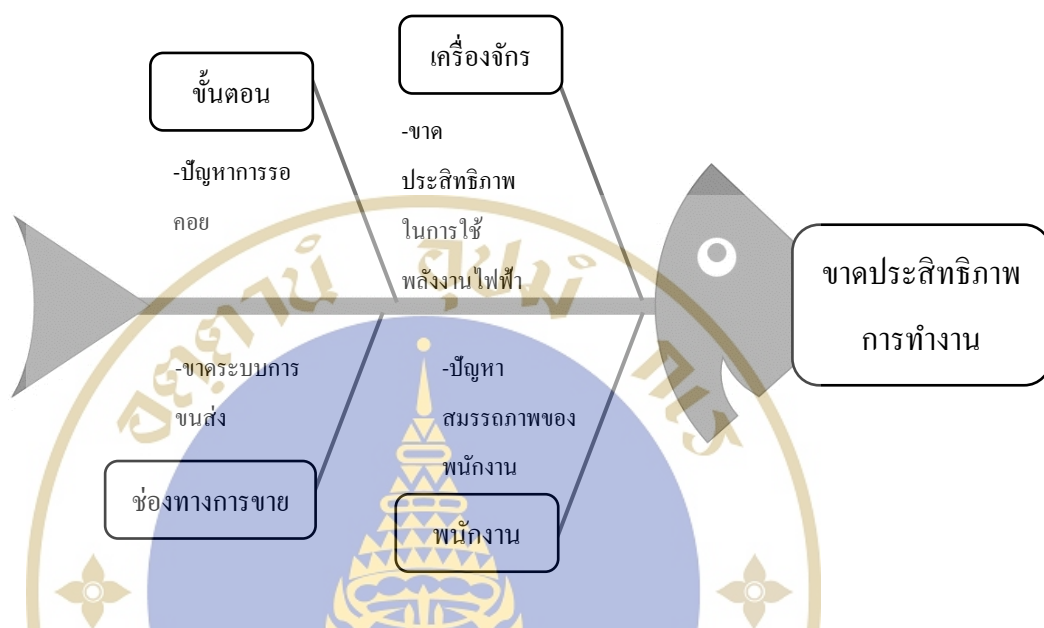 เครื่องจักร
ขั้นตอน
-ขาด
ประสิทธิภาพ
ในการใช้
พลังงานไฟฟ้า
-ปัญหาการรอ
คอย
ขาดประสิทธิภาพ
การทำงาน
-ขาดระบบการ
ขนส่ง
-ปัญหา
สมรรถภาพของ
พนักงาน
ช่องทางการขาย
พนักงาน